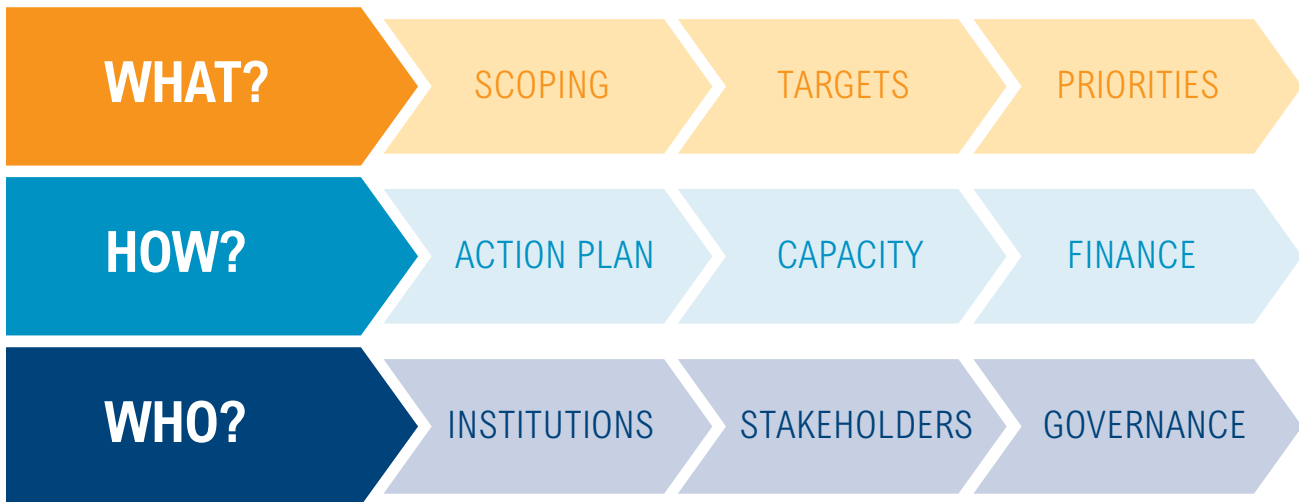 WHAT?
SCOPING
TARGETS
PRIORITIES
HOW?
ACTION PLAN
CAPACITY
FINANCE
WHO?
INSTITUTIONS
STAKEHOLDERS
GOVERNANCE